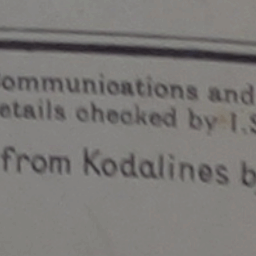 ommunications and
etails checked by I.S
from Kodalines b